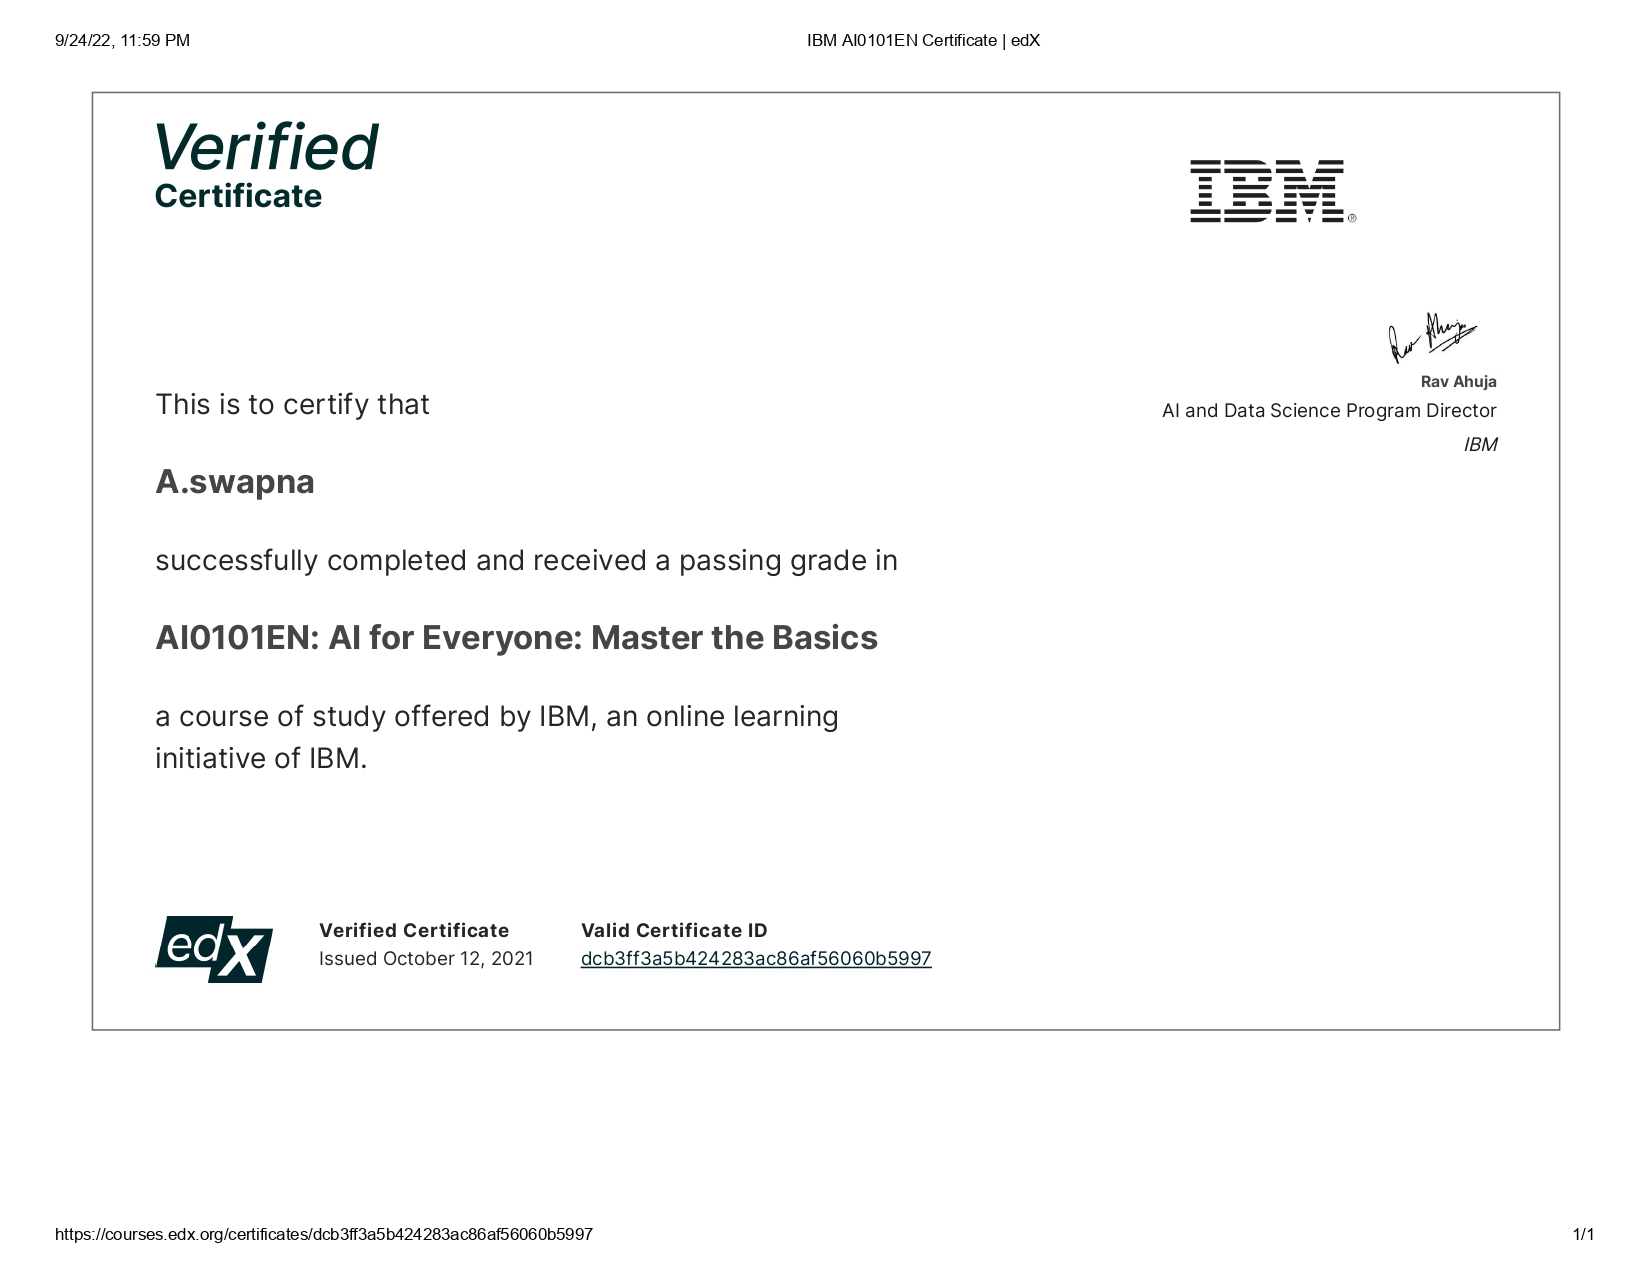 9/24/22, 11:59 PM
IBM AI0101EN Certificate | edX
Verified
Certificate
IBM®
Rav Ahuja
Rav Ahuja
AI and Data Science Program Director
IBM
This is to certify that
A.swapna
successfully completed and received a passing grade in
AI0101EN: AI for Everyone: Master the Basics
a course of study offered by IBM, an online learning
initiative of IBM.
edX
Verified Certificate
Issued October 12, 2021
Valid Certificate ID
dcb3ff3a5b424283ac86af56060b5997
https://courses.edx.org/certificates/dcb3ff3a5b424283ac86af56060b5997
1/1